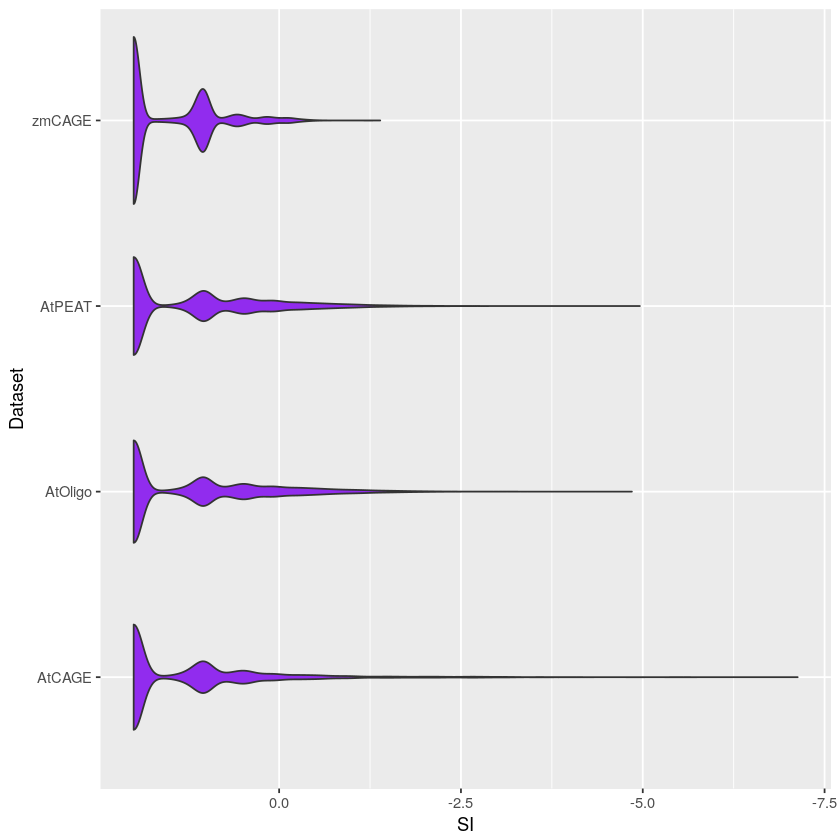 zmCAGE
AtPEAT
AtOligo
AtCAGE
Dataset
0.0 -2.5 -5.0 -7.5
SI